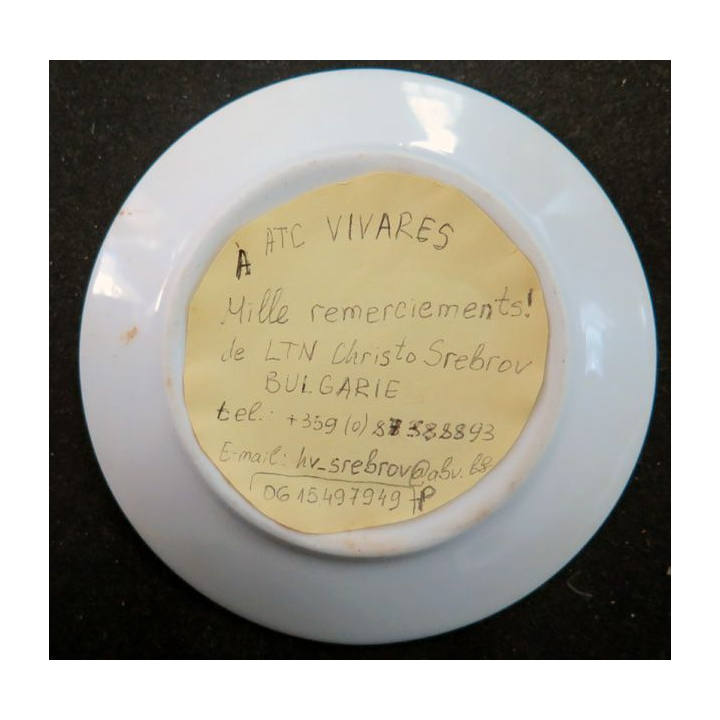 À ATC VIVARES
Mille remerciements!
de LTN Christo Srebrov
BULGARIE
tel.: +359 (0)
E-mail: hv_srebrov@abv.bg
06 15497949